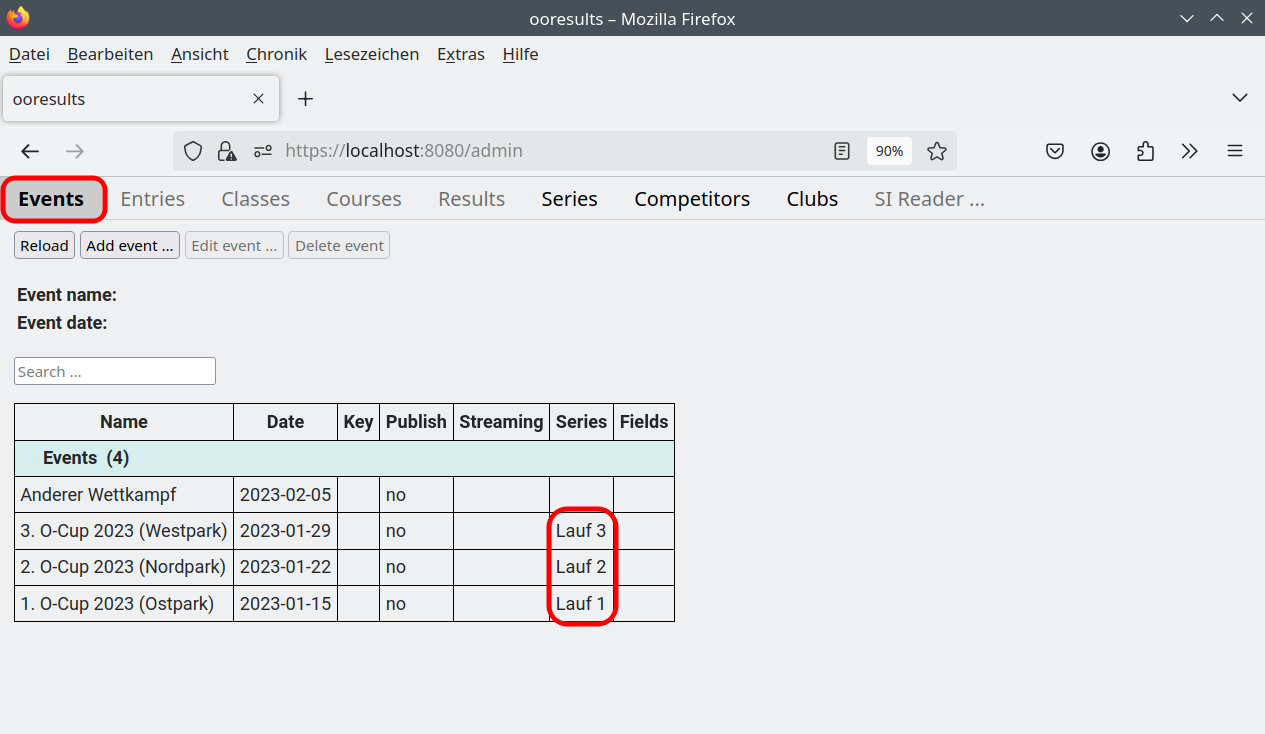 ooresults – Mozilla Firefox
Datei Bearbeiten Ansicht Chronik Lesezeichen Extras Hilfe
ooresults
https://localhost:8080/admin 90%
Events Entries Classes Courses Results Series Competitors Clubs SI Reader ...
Reload Add event ... Edit event ... Delete event
Event name:
Event date:
Search ...
Name Date Key Publish Streaming Series Fields
Events (4)
Anderer Wettkampf 2023-02-05 no
3. O-Cup 2023 (Westpark) 2023-01-29 no Lauf 3
2. O-Cup 2023 (Nordpark) 2023-01-22 no Lauf 2
1. O-Cup 2023 (Ostpark) 2023-01-15 no Lauf 1